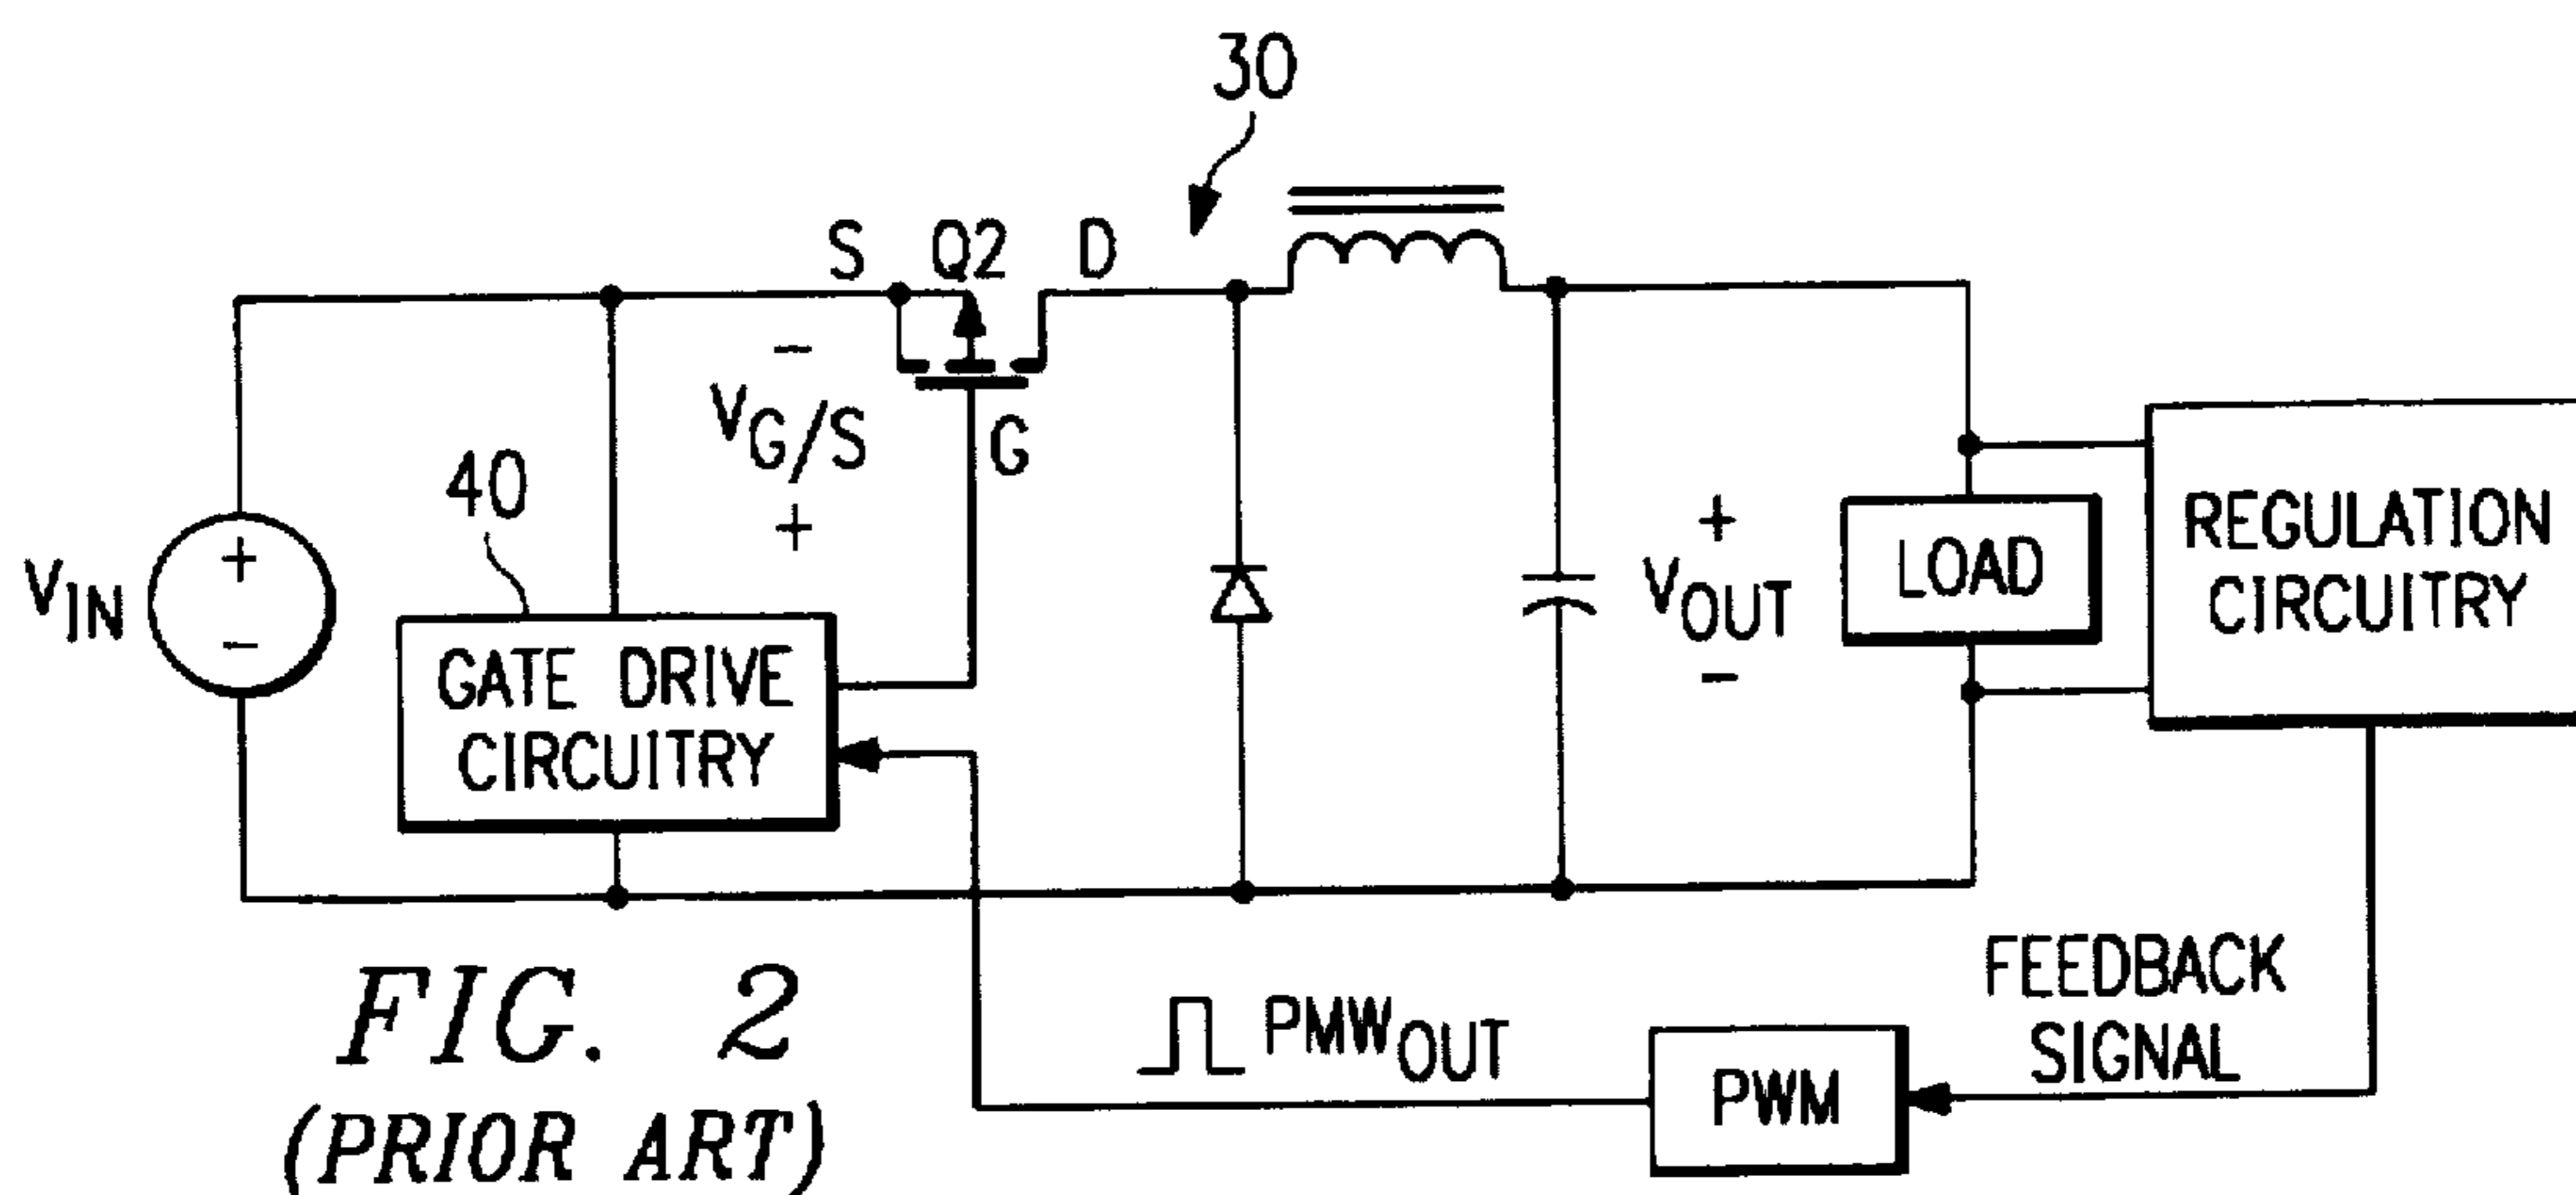 30
S Q2 D
−
VG/S
+
G
40
VIN
+
−
GATE DRIVE
CIRCUITRY
+
VOUT
−
LOAD
REGULATION
CIRCUITRY
FEEDBACK
SIGNAL
PMWOUT
PWM
FIG. 2
(PRIOR ART)